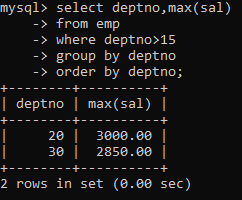 mysql> select deptno,max(sal)
    -> from emp
    -> where deptno>15
    -> group by deptno
    -> order by deptno;
+--------+----------+
| deptno | max(sal) |
+--------+----------+
|     20 |  3000.00 |
|     30 |  2850.00 |
+--------+----------+
2 rows in set (0.00 sec)